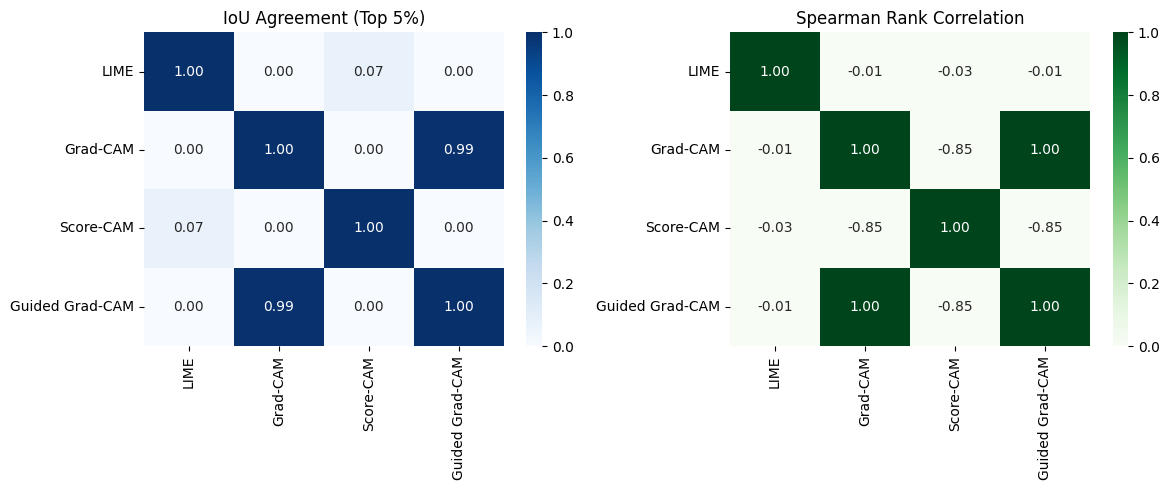 IoU Agreement (Top 5%)
LIME 1.00 0.00 0.07 0.00
Grad-CAM 0.00 1.00 0.00 0.99
Score-CAM 0.07 0.00 1.00 0.00
Guided Grad-CAM 0.00 0.99 0.00 1.00
LIME Grad-CAM Score-CAM Guided Grad-CAM
1.0
0.8
0.6
0.4
0.2
0.0
Spearman Rank Correlation
LIME 1.00 -0.01 -0.03 -0.01
Grad-CAM -0.01 1.00 -0.85 1.00
Score-CAM -0.03 -0.85 1.00 -0.85
Guided Grad-CAM -0.01 1.00 -0.85 1.00
LIME Grad-CAM Score-CAM Guided Grad-CAM
1.0
0.8
0.6
0.4
0.2
0.0